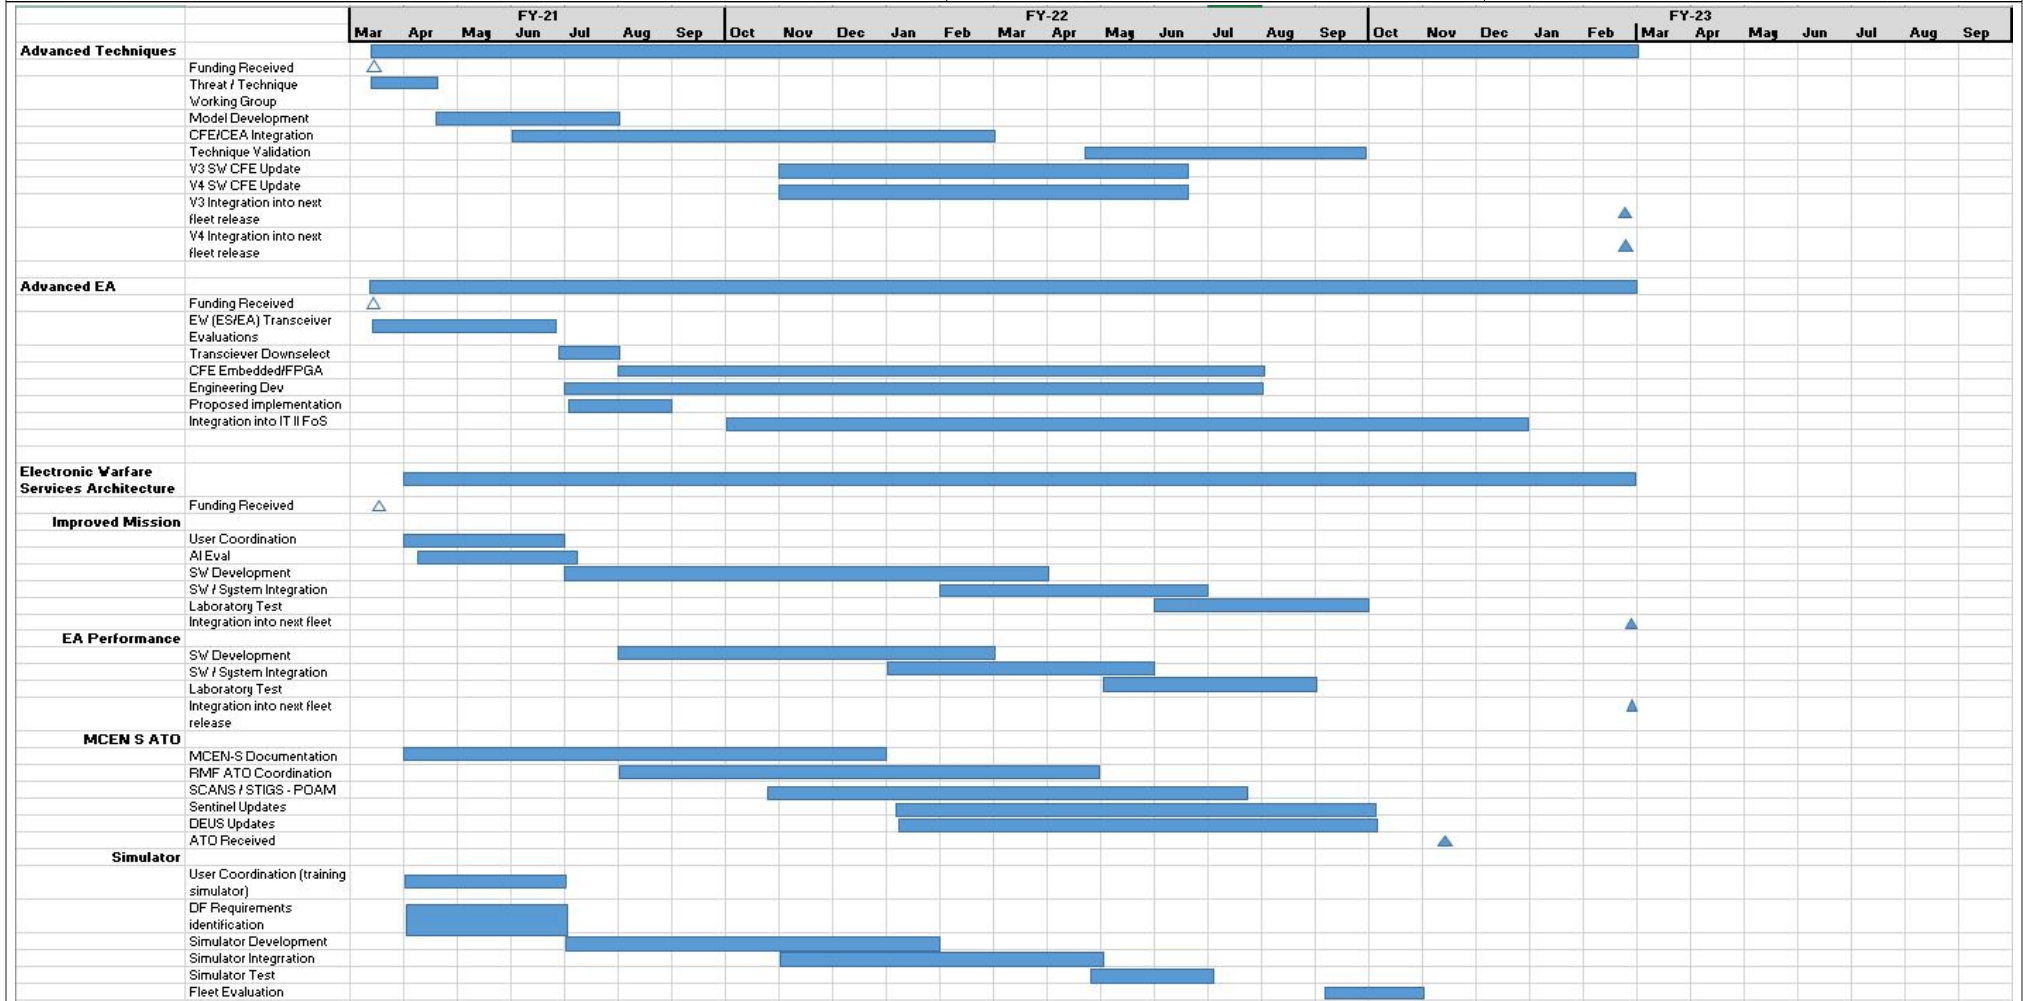 FY-21 FY-22 FY-23
Mar Apr May Jun Jul Aug Sep Oct Nov Dec Jan Feb Mar Apr May Jun Jul Aug Sep Oct Nov Dec Jan Feb Mar Apr May Jun Jul Aug Sep
Advanced Techniques
Funding Received
Threat / Technique
Working Group
Model Development
CFE/CEA Integration
Technique Validation
V3 SW CFE Update
V4 SW CFE Update
V3 Integration into next
fleet release
V4 Integration into next
fleet release
Advanced EA
Funding Received
EW (ES/EA) Transceiver
Evaluations
Transciever Downselect
CFE Embedded/FPGA
Engineering Dev
Proposed implementation
Integration into IT II FoS
Electronic Warfare
Services Architecture
Funding Received
Improved Mission
User Coordination
AI Eval
SW Development
SW / System Integration
Laboratory Test
Integration into next fleet
EA Performance
SW Development
SW / System Integration
Laboratory Test
Integration into next fleet
release
MCEN S ATO
MCEN-S Documentation
RMF ATO Coordination
SCANS / STIGS - POAM
Sentinel Updates
DEUS Updates
ATO Received
Simulator
User Coordination (training
simulator)
DF Requirements
identification
Simulator Development
Simulator Integrration
Simulator Test
Fleet Evaluation